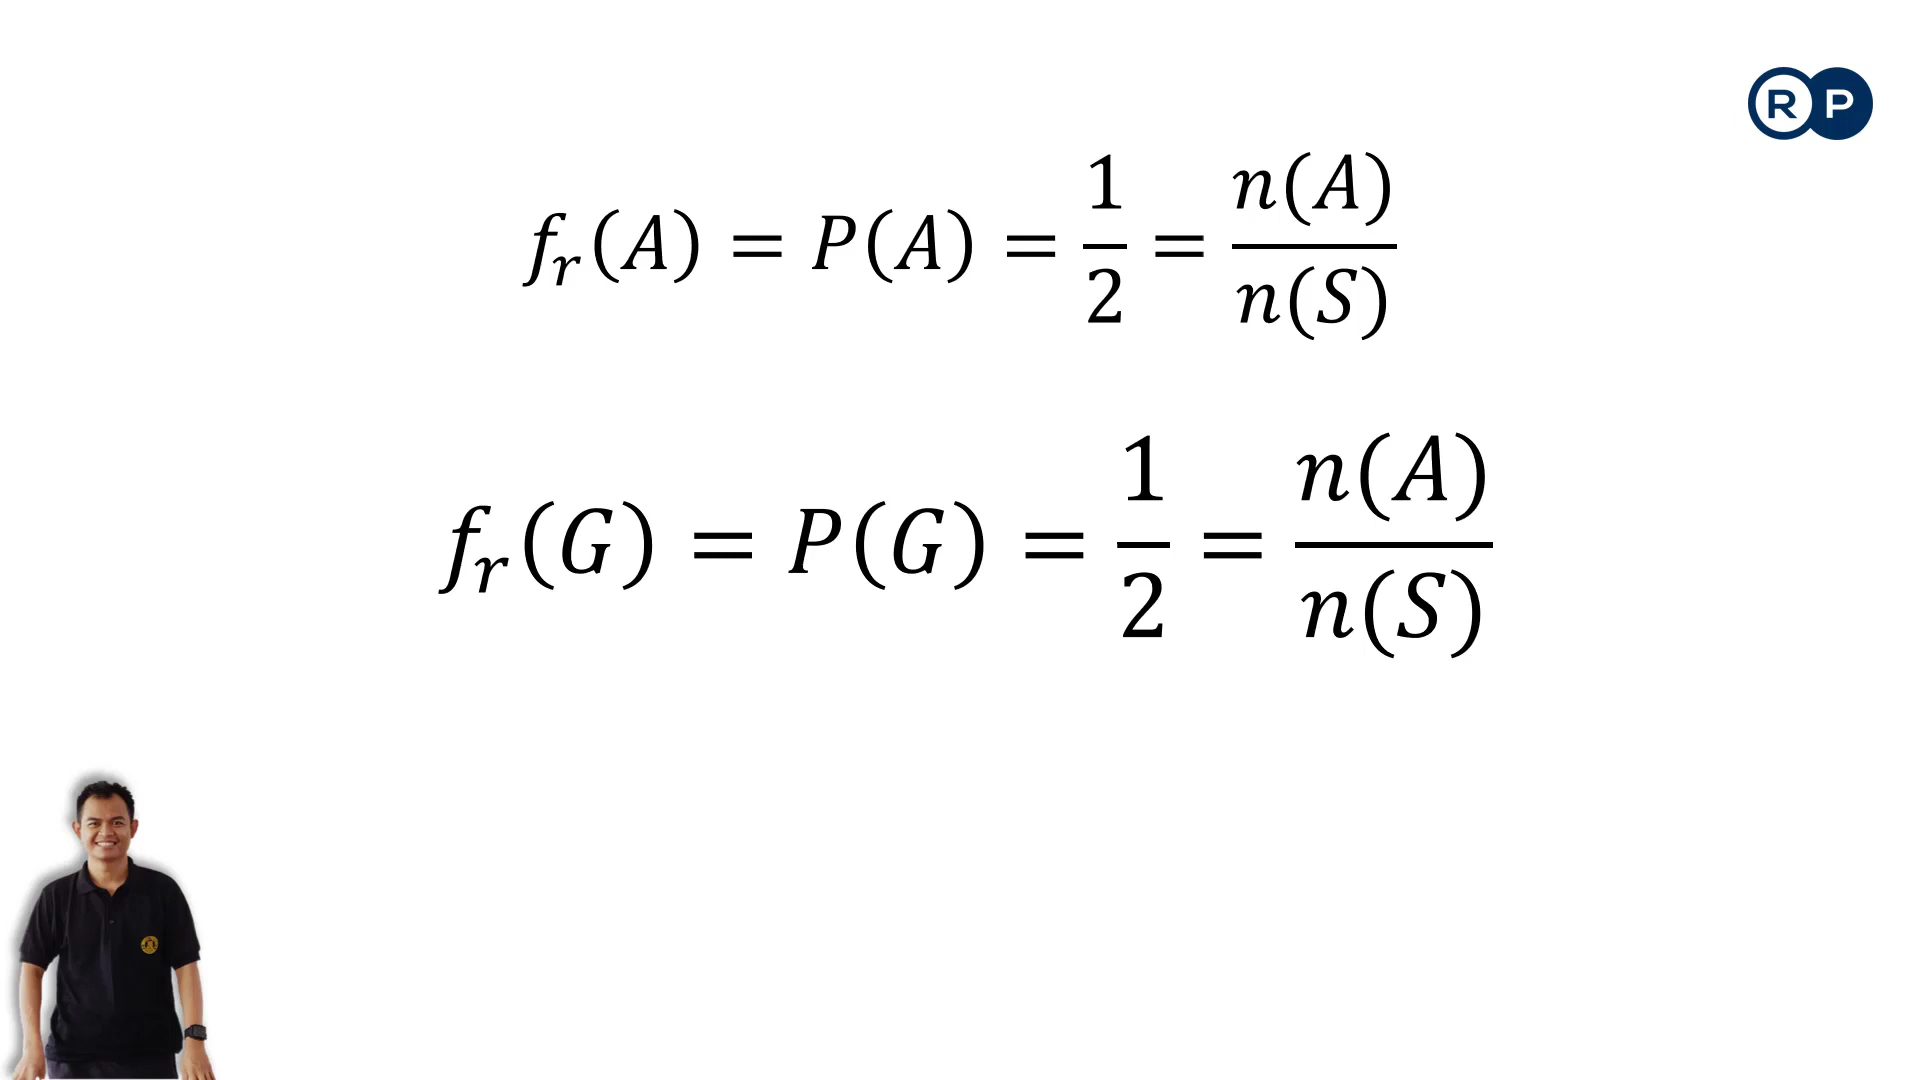 RP
f_r(A) = P(A) = 1/2 = n(A)/n(S)
f_r(G) = P(G) = 1/2 = n(A)/n(S)